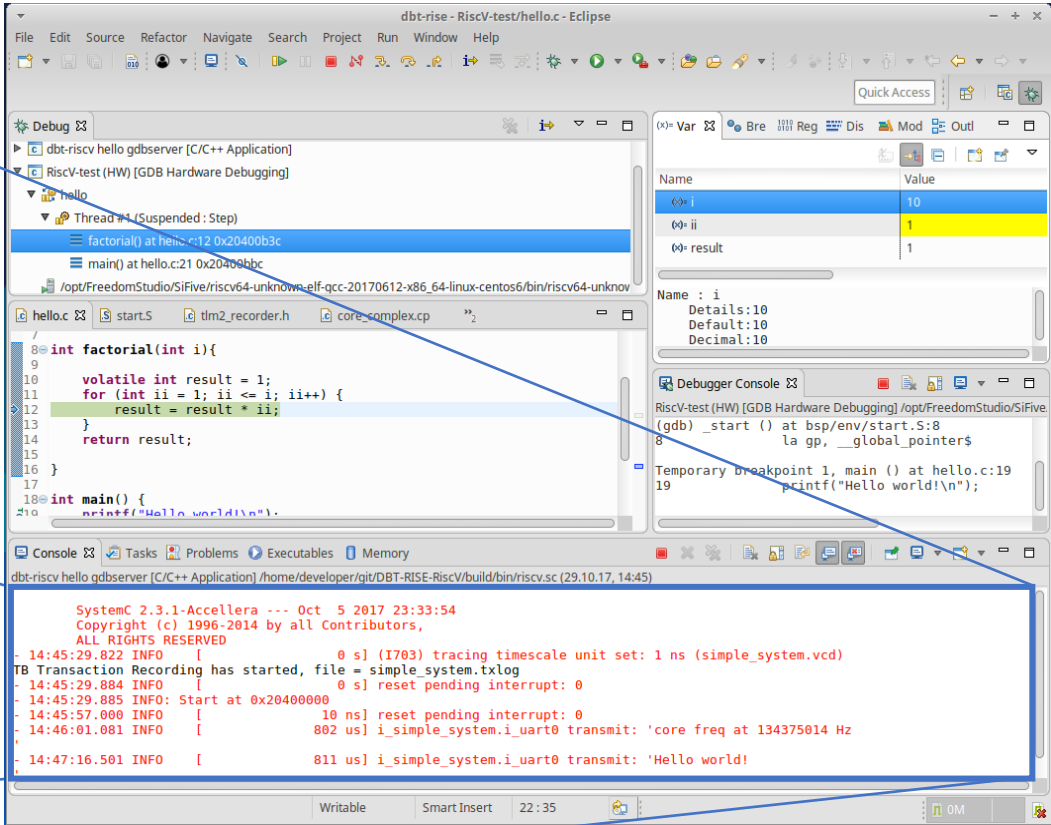 dbt-rise - RiscV-test/hello.c - Eclipse
File Edit Source Refactor Navigate Search Project Run Window Help
Quick Access
Debug
dbt-riscv hello gdbserver [C/C++ Application]
RiscV-test (HW) [GDB Hardware Debugging]
hello
Thread #1 (Suspended : Step)
factorial() at hello.c:12 0x20400b3c
main() at hello.c:21 0x20400bbc
/opt/FreedomStudio/SiFive/riscv64-unknown-elf-gcc-20170612-x86_64-linux-centos6/bin/riscv64-unknow
(x)= Var Bre Reg Dis Mod Outl
Name Value
(x)= i 10
(x)= ii 1
(x)= result 1
Name : i
Details:10
Default:10
Decimal:10
hello.c start.S tlm2_recorder.h core_complex.cp »2
7
8 int factorial(int i){
9
10 volatile int result = 1;
11 for (int ii = 1; ii <= i; ii++) {
12 result = result * ii;
13 }
14 return result;
15
16 }
17
18 int main() {
19 printf("Hello world!\n");
Debugger Console
RiscV-test (HW) [GDB Hardware Debugging] /opt/FreedomStudio/SiFive.
(gdb) _start () at bsp/env/start.S:8
8 la gp, __global_pointer$
Temporary breakpoint 1, main () at hello.c:19
19 printf("Hello world!\n");
Console Tasks Problems Executables Memory
dbt-riscv hello gdbserver [C/C++ Application] /home/developer/git/DBT-RISE-RiscV/build/bin/riscv.sc (29.10.17, 14:45)
SystemC 2.3.1-Accellera --- Oct 5 2017 23:33:54
Copyright (c) 1996-2014 by all Contributors,
ALL RIGHTS RESERVED
- 14:45:29.822 INFO [ 0 s] (I703) tracing timescale unit set: 1 ns (simple_system.vcd)
TB Transaction Recording has started, file = simple_system.txlog
- 14:45:29.884 INFO [ 0 s] reset pending interrupt: 0
- 14:45:29.885 INFO: Start at 0x20400000
- 14:45:57.000 INFO [ 10 ns] reset pending interrupt: 0
- 14:46:01.081 INFO [ 802 us] i_simple_system.i_uart0 transmit: 'core freq at 134375014 Hz
'
- 14:47:16.501 INFO [ 811 us] i_simple_system.i_uart0 transmit: 'Hello world!
'
Writable Smart Insert 22 : 35 0M